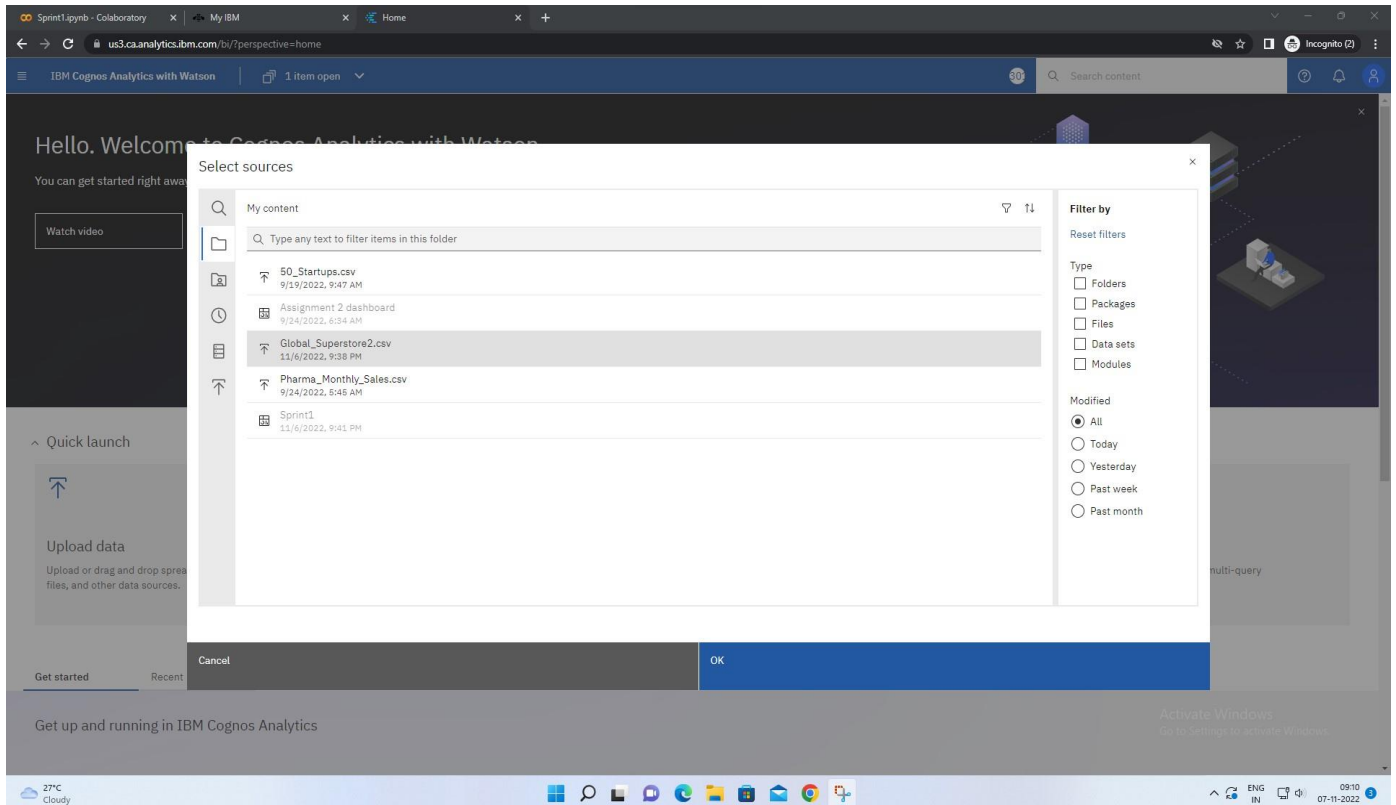 Sprint1.ipynb - Colaboratory
My IBM
Home
us3.ca.analytics.ibm.com/bi/?perspective=home
Incognito (2)
IBM Cognos Analytics with Watson
1 item open
Search content
Hello. Welcome to Cognos Analytics with Watson
You can get started right away
Watch video
Select sources
My content
Type any text to filter items in this folder
50_Startups.csv
9/19/2022, 9:47 AM
Assignment 2 dashboard
9/24/2022, 6:34 AM
Global_Superstore2.csv
11/6/2022, 9:38 PM
Pharma_Monthly_Sales.csv
9/24/2022, 5:45 AM
Sprint1
11/6/2022, 9:41 PM
Filter by
Reset filters
Type
Folders
Packages
Files
Data sets
Modules
Modified
All
Today
Yesterday
Past week
Past month
Quick launch
Upload data
Upload or drag and drop sprea
files, and other data sources.
multi-query
Cancel
OK
Get started
Recent
Get up and running in IBM Cognos Analytics
Activate Windows
Go to Settings to activate Windows.
27°C
Cloudy
ENG
IN
09:10
07-11-2022
3